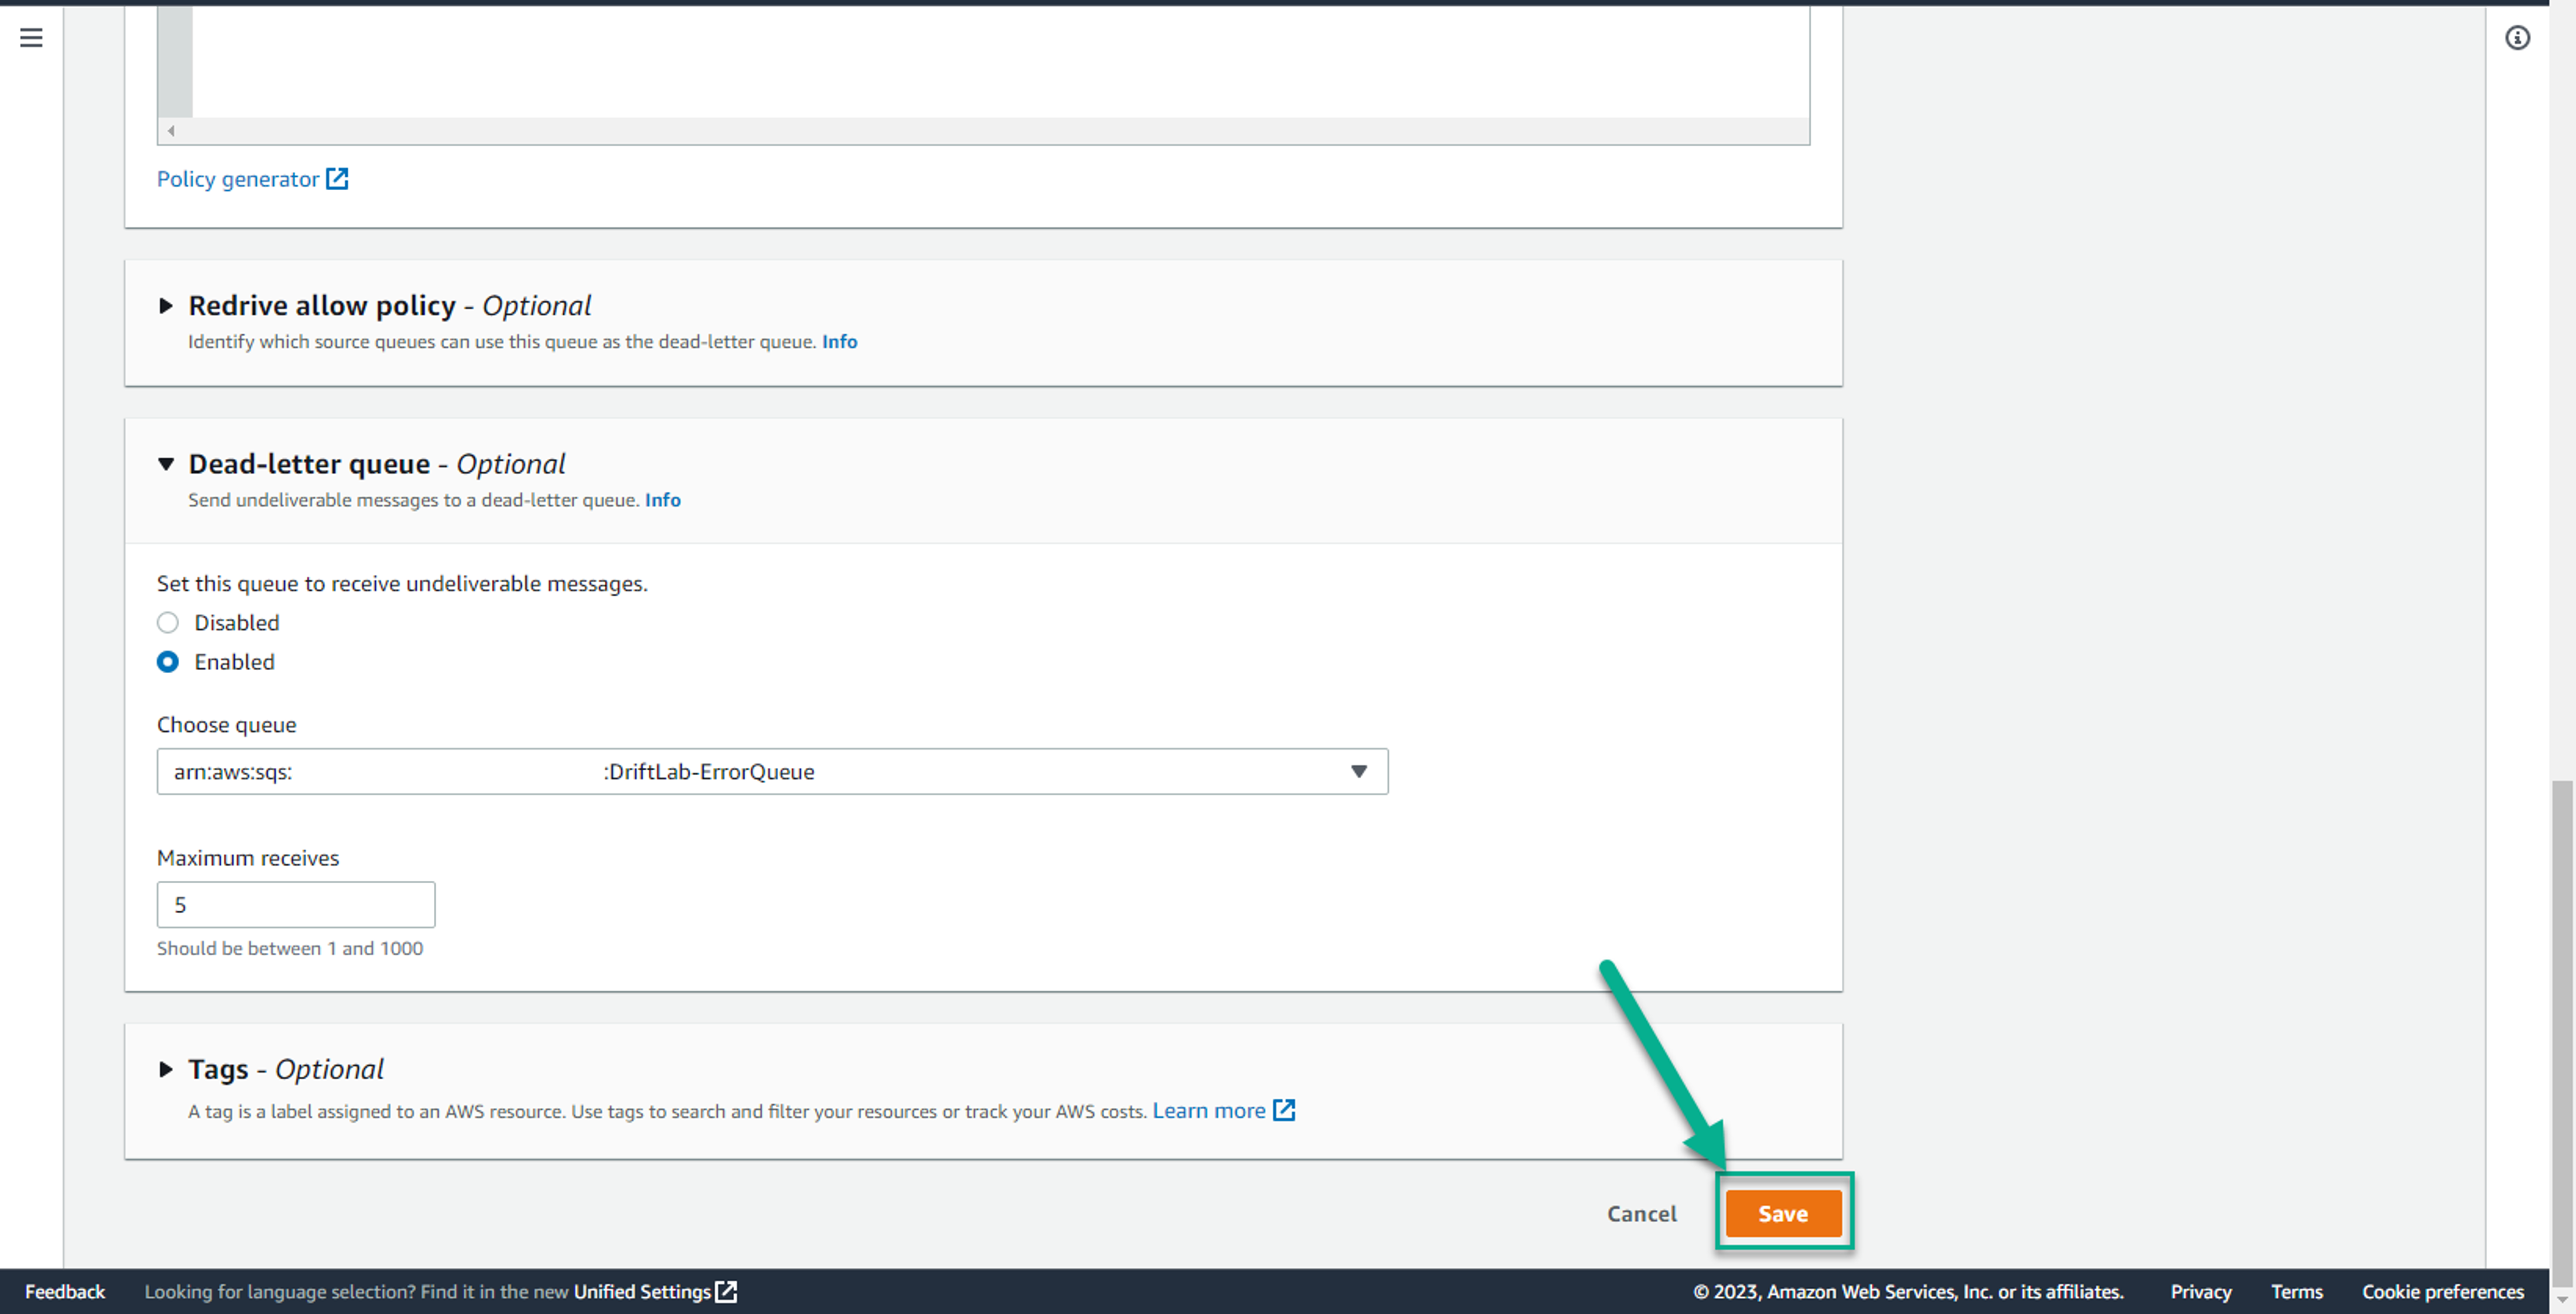 Policy generator
Redrive allow policy - Optional
Identify which source queues can use this queue as the dead-letter queue. Info
Dead-letter queue - Optional
Send undeliverable messages to a dead-letter queue. Info
Set this queue to receive undeliverable messages.
Disabled
Enabled
Choose queue
arn:aws:sqs: :DriftLab-ErrorQueue
Maximum receives
5
Should be between 1 and 1000
Tags - Optional
A tag is a label assigned to an AWS resource. Use tags to search and filter your resources or track your AWS costs. Learn more
Cancel Save
Feedback Looking for language selection? Find it in the new Unified Settings © 2023, Amazon Web Services, Inc. or its affiliates. Privacy Terms Cookie preferences